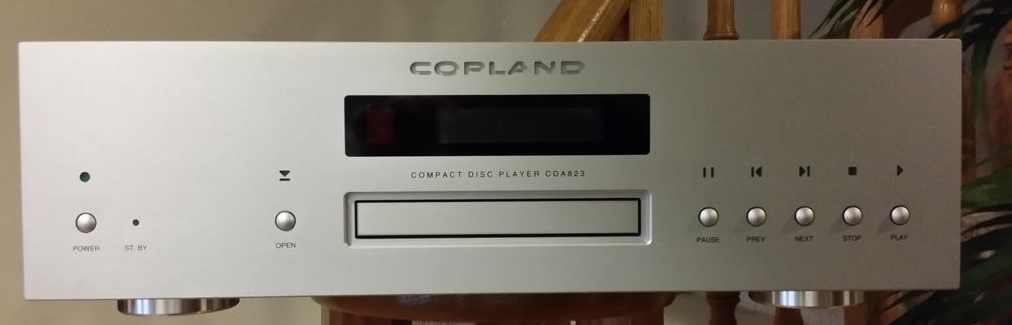 COPLAND
COMPACT DISC PLAYER CDA823
POWER
ST BY
OPEN
PAUSE
PREV
NEXT
STOP
PLAY